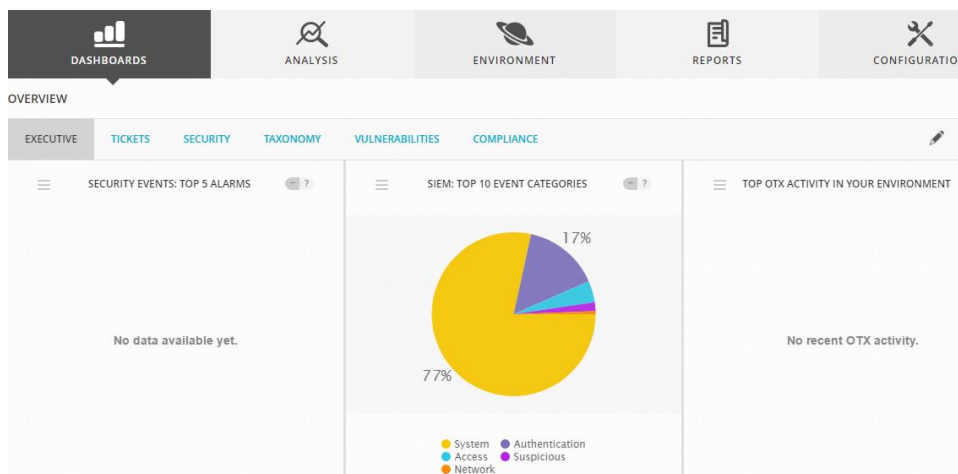 DASHBOARDS ANALYSIS ENVIRONMENT REPORTS CONFIGURATIO
OVERVIEW
EXECUTIVE TICKETS SECURITY TAXONOMY VULNERABILITIES COMPLIANCE
SECURITY EVENTS: TOP 5 ALARMS - ?
No data available yet.
SIEM: TOP 10 EVENT CATEGORIES - ?
17%
77%
System Authentication
Access Suspicious
Network
TOP OTX ACTIVITY IN YOUR ENVIRONMENT
No recent OTX activity.